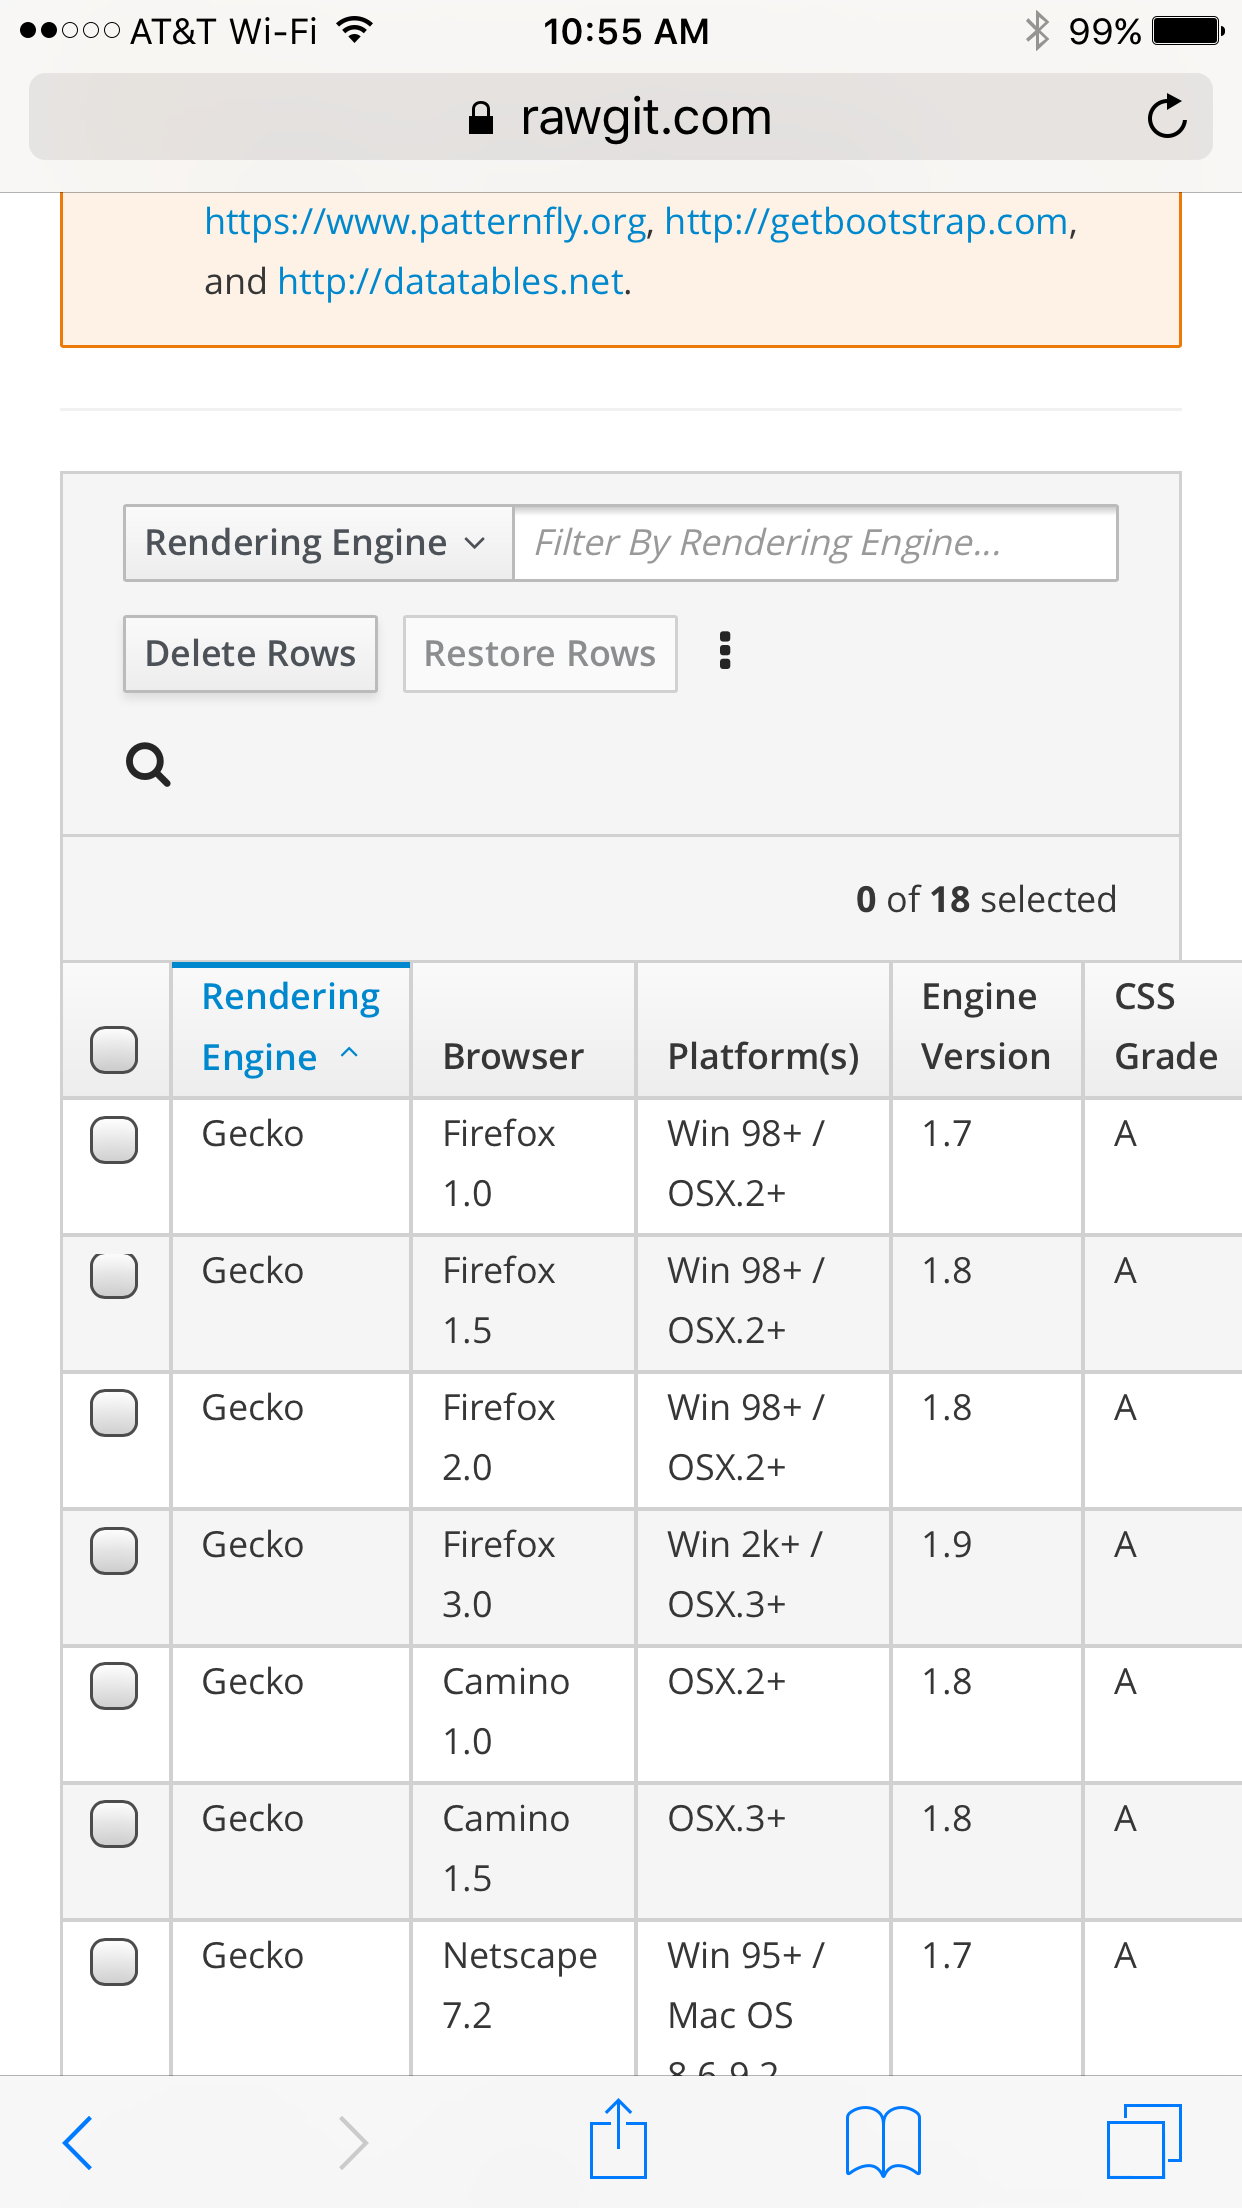 AT&T Wi-Fi 10:55 AM 99%
rawgit.com
https://www.patternfly.org, http://getbootstrap.com,
and http://datatables.net.
Rendering Engine Filter By Rendering Engine...
Delete Rows Restore Rows
0 of 18 selected
Rendering Engine CSS
Engine Browser Platform(s) Version Grade
Gecko Firefox Win 98+ / 1.7 A
1.0 OSX.2+
Gecko Firefox Win 98+ / 1.8 A
1.5 OSX.2+
Gecko Firefox Win 98+ / 1.8 A
2.0 OSX.2+
Gecko Firefox Win 2k+ / 1.9 A
3.0 OSX.3+
Gecko Camino OSX.2+ 1.8 A
1.0
Gecko Camino OSX.3+ 1.8 A
1.5
Gecko Netscape Win 95+ / 1.7 A
7.2 Mac OS